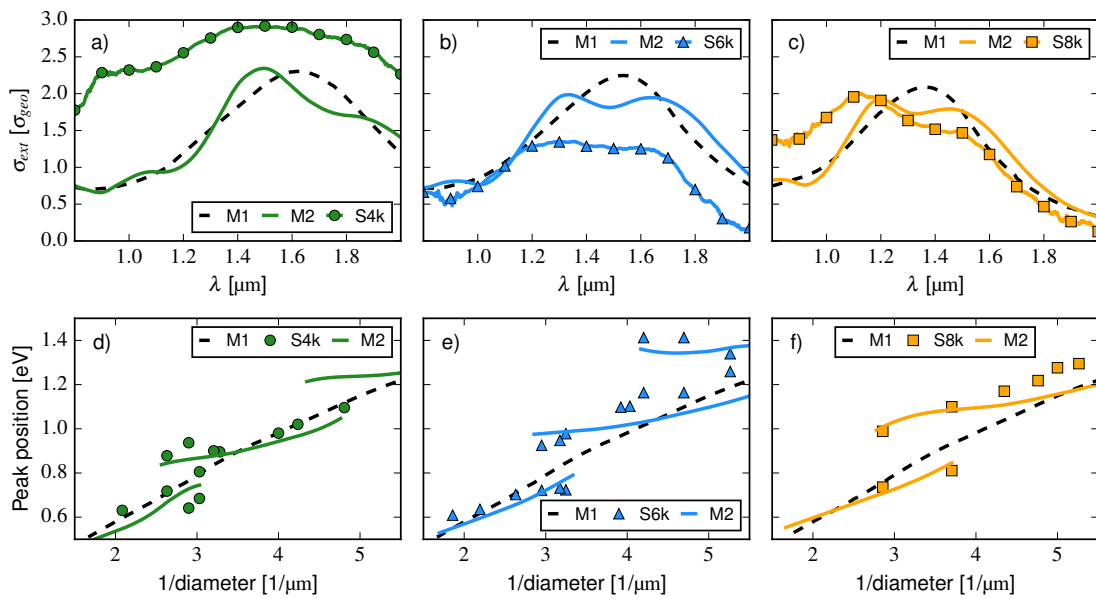 a)
b)
c)
M1 M2 S4k
M1 M2 S6k
M1 M2 S8k
σext [σgeo]
3.0
2.5
2.0
1.5
1.0
0.5
0.0
1.0 1.2 1.4 1.6 1.8
1.0 1.2 1.4 1.6 1.8
1.0 1.2 1.4 1.6 1.8 2.0
λ [μm]
λ [μm]
λ [μm]
d)
e)
f)
M1 S4k M2
M1 S6k M2
M1 S8k M2
Peak position [eV]
1.4
1.2
1.0
0.8
0.6
2 3 4 5
2 3 4 5
2 3 4 5
1/diameter [1/μm]
1/diameter [1/μm]
1/diameter [1/μm]